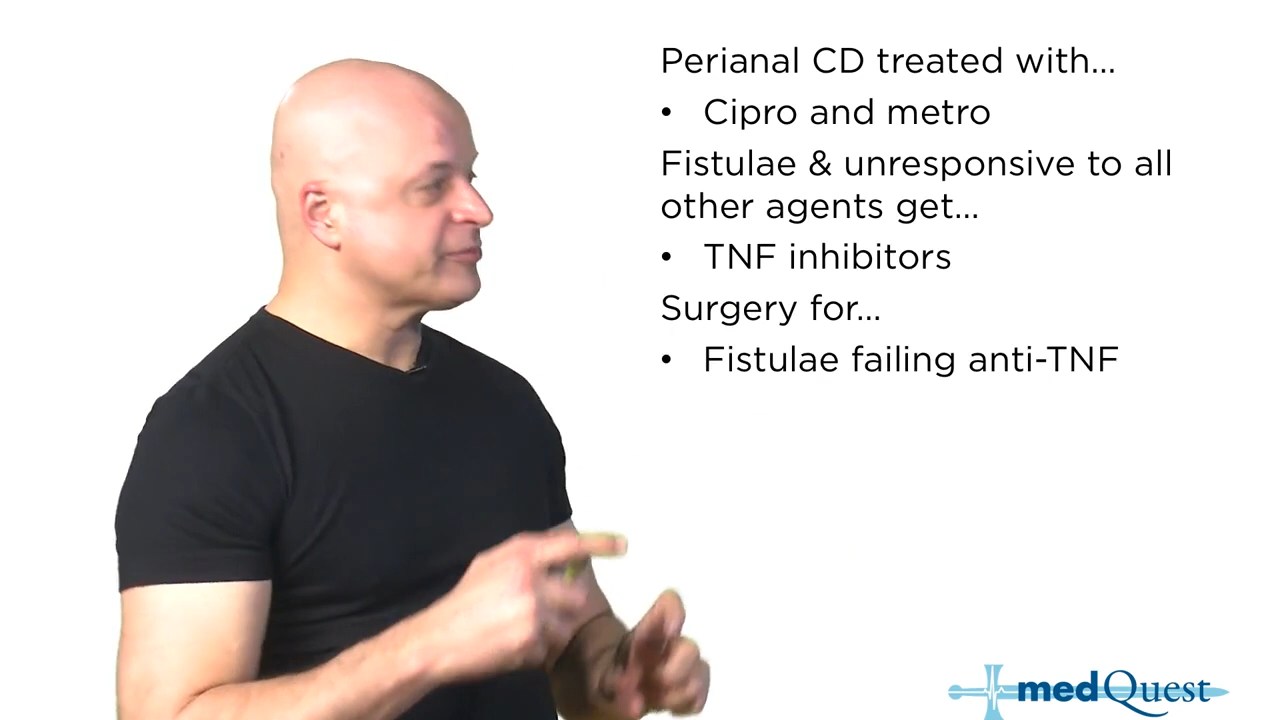 Perianal CD treated with...
• Cipro and metro
Fistulae & unresponsive to all
other agents get...
• TNF inhibitors
Surgery for...
• Fistulae failing anti-TNF
medQuest